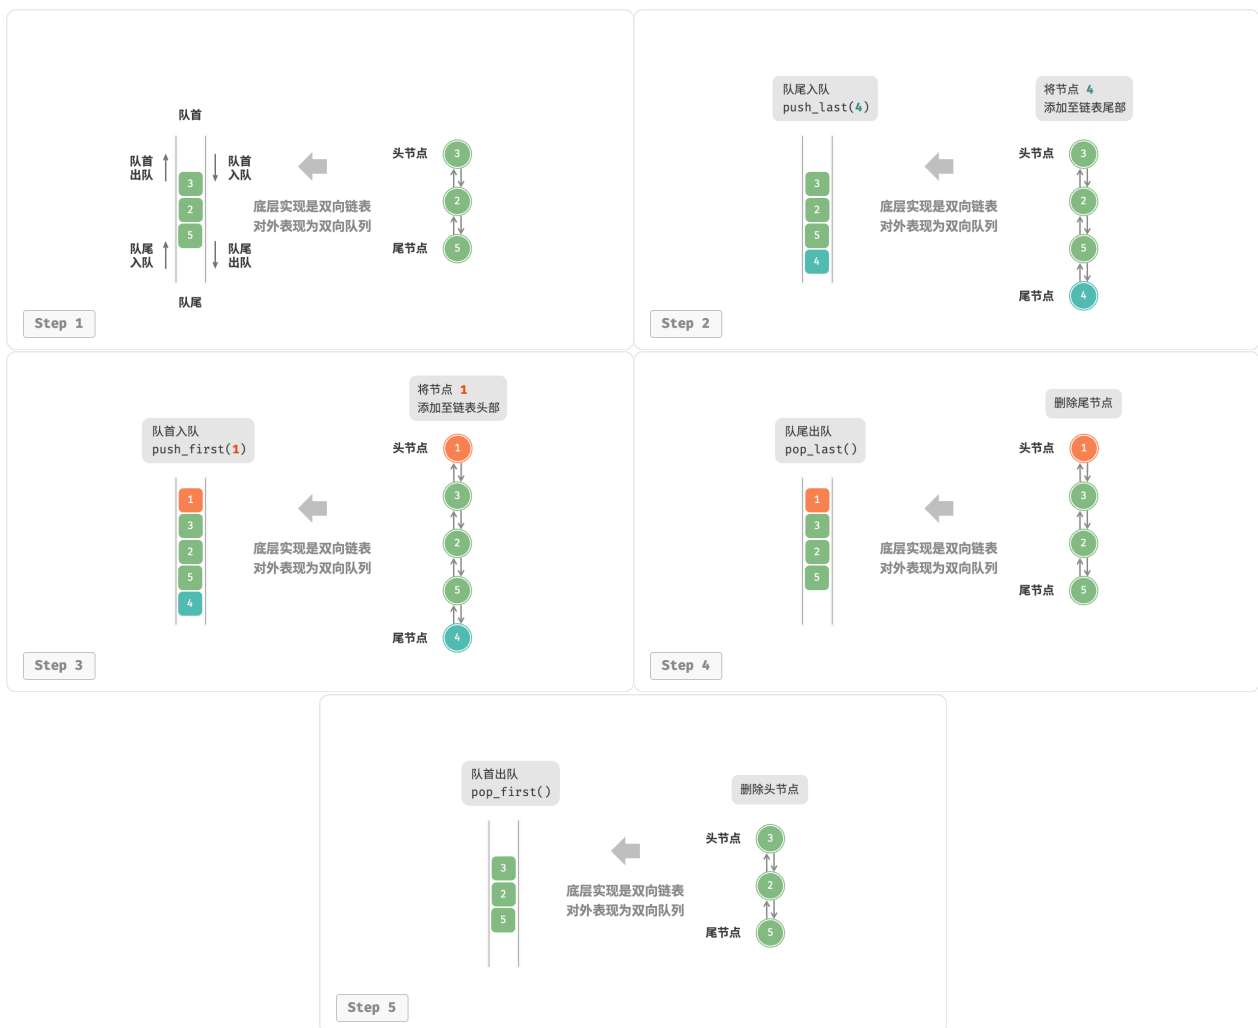 队首
队首
出队
队首
入队
3
2
5
队尾
入队
队尾
出队
队尾
底层实现是双向链表
对外表现为双向队列
头节点
3
2
尾节点
5
Step 1
队尾入队
push_last(4)
3
2
5
4
底层实现是双向链表
对外表现为双向队列
将节点 4
添加至链表尾部
头节点
3
2
5
尾节点
4
Step 2
队首入队
push_first(1)
1
3
2
5
4
底层实现是双向链表
对外表现为双向队列
将节点 1
添加至链表头部
头节点
1
3
2
5
尾节点
4
Step 3
队尾出队
pop_last()
1
3
2
5
底层实现是双向链表
对外表现为双向队列
删除尾节点
头节点
1
3
2
尾节点
5
Step 4
队首出队
pop_first()
3
2
5
底层实现是双向链表
对外表现为双向队列
删除头节点
头节点
3
2
尾节点
5
Step 5